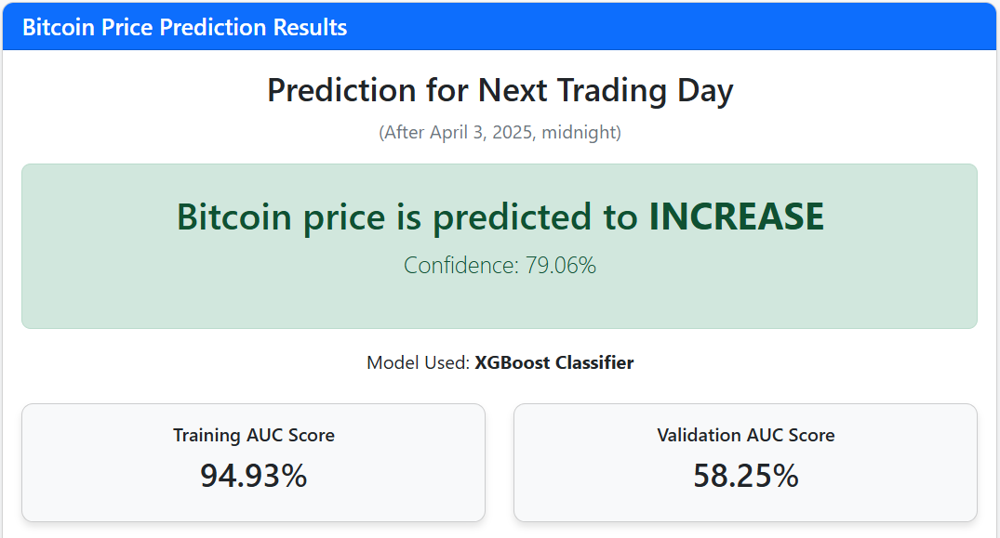 Bitcoin Price Prediction Results
Prediction for Next Trading Day
(After April 3, 2025, midnight)
Bitcoin price is predicted to INCREASE
Confidence: 79.06%
Model Used: XGBoost Classifier
Training AUC Score
94.93%
Validation AUC Score
58.25%